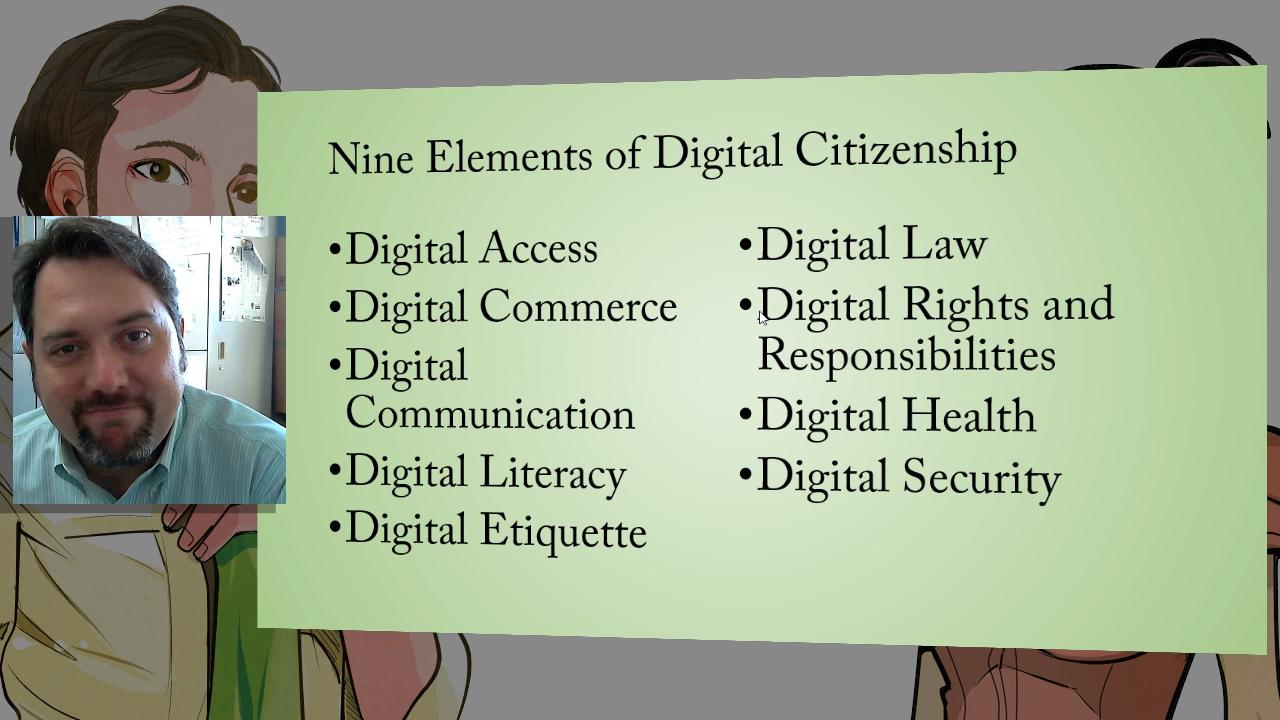 Nine Elements of Digital Citizenship
•Digital Access
•Digital Commerce
•Digital
Communication
•Digital Literacy
•Digital Etiquette
•Digital Law
•Digital Rights and
Responsibilities
•Digital Health
•Digital Security